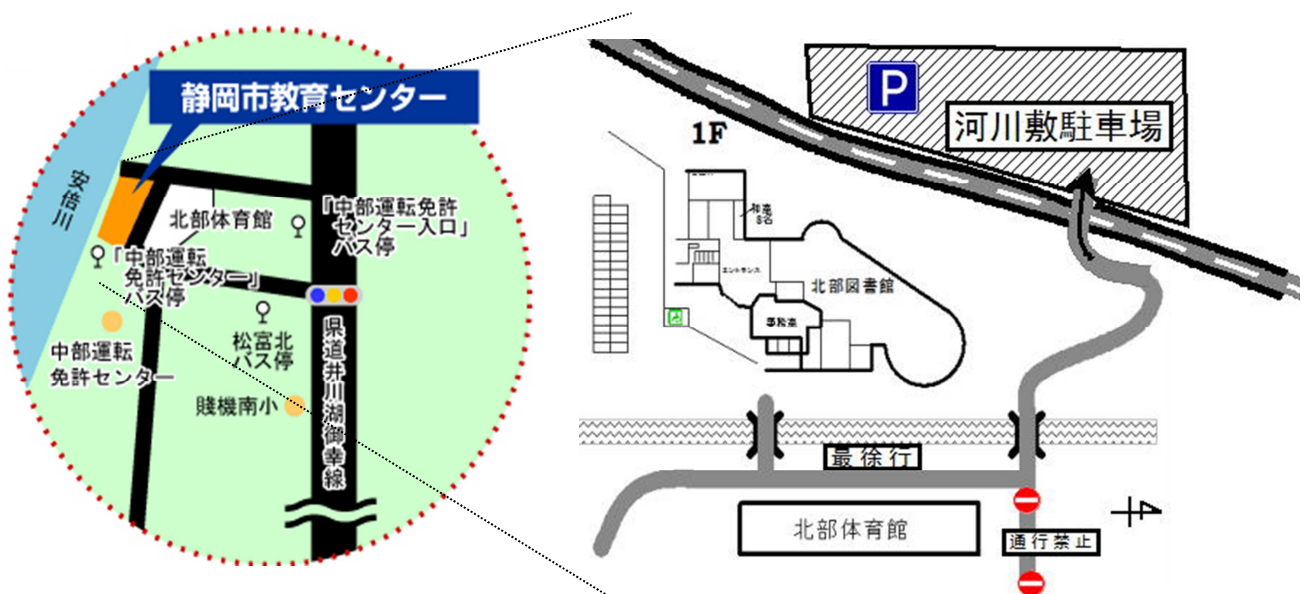 静岡市教育センター
安倍川
北部体育館
「中部運転免許
センター入口」
バス停
「中部運転
免許センター」
バス停
中部運転
免許センター
松富北
バス停
賤機南小
県道井川湖御幸線
P
河川敷駐車場
1F
エントランス
北部図書館
最徐行
北部体育館
通行禁止